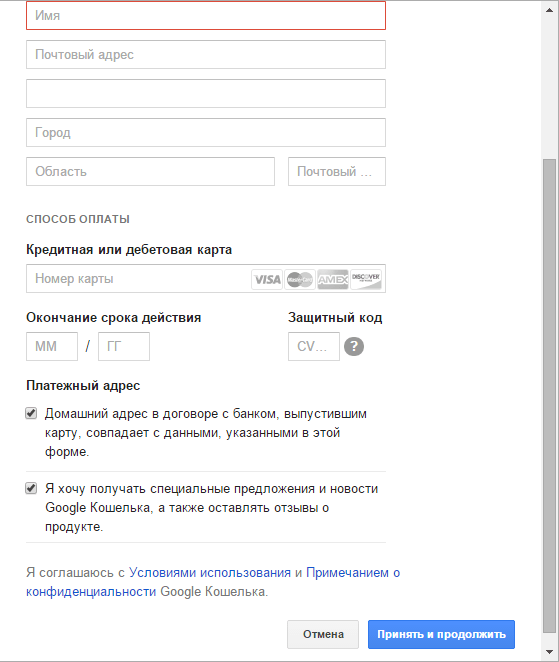 Имя
Почтовый адрес
Город
Область Почтовый ...
СПОСОБ ОПЛАТЫ
Кредитная или дебетовая карта
Номер карты VISA MasterCard AMEX DISCOVER
Окончание срока действия Защитный код
ММ / ГГ CV... ?
Платежный адрес
Домашний адрес в договоре с банком, выпустившим
карту, совпадает с данными, указанными в этой
форме.
Я хочу получать специальные предложения и новости
Google Кошелька, а также оставлять отзывы о
продукте.
Я соглашаюсь с Условиями использования и Примечанием о
конфиденциальности Google Кошелька.
Отмена Принять и продолжить